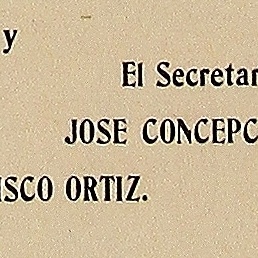 y
El Secretar
JOSE CONCEPC
ISCO ORTIZ.